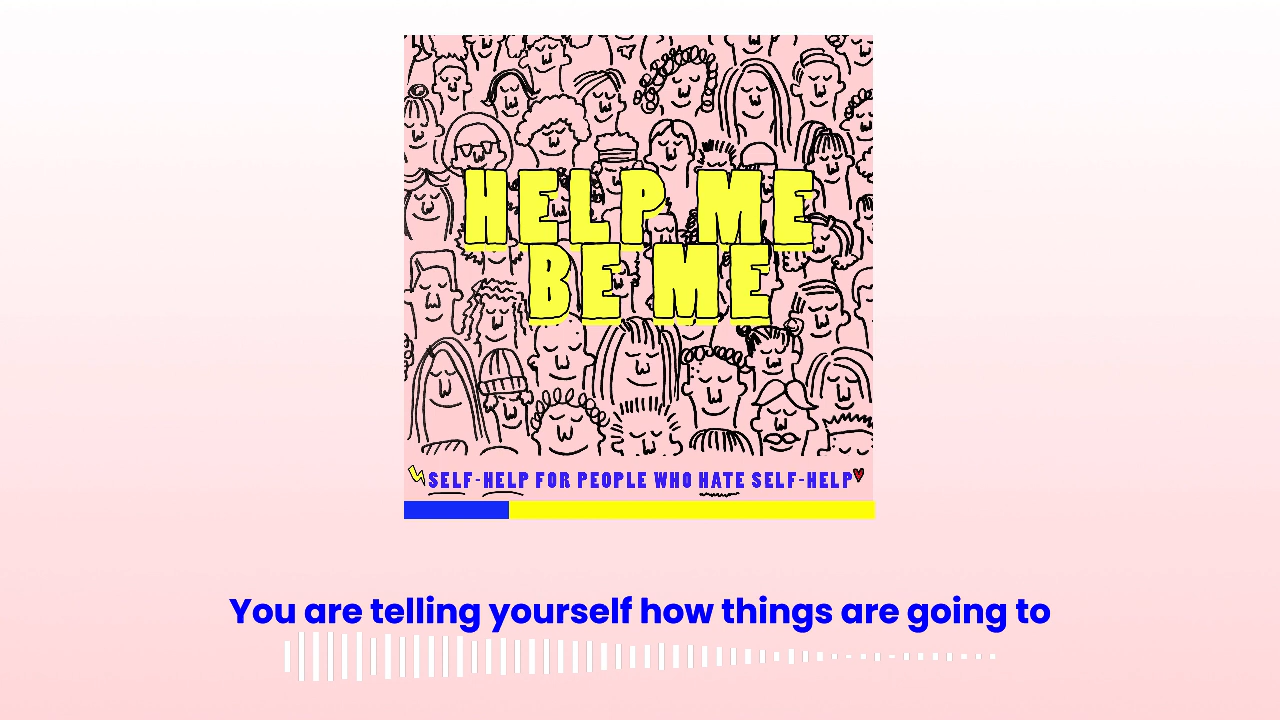 HELP ME
BE ME
SELF-HELP FOR PEOPLE WHO HATE SELF-HELP
You are telling yourself how things are going to